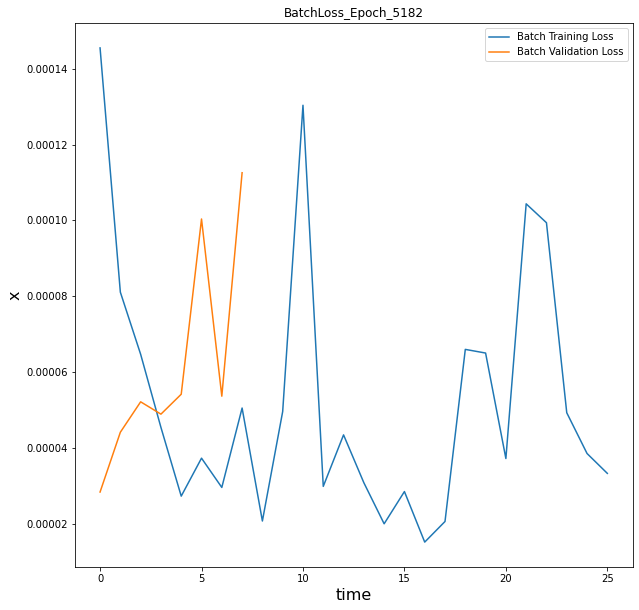 BatchLoss_Epoch_5182
Batch Training Loss
Batch Validation Loss
0.00014
0.00012
0.00010
0.00008
0.00006
0.00004
0.00002
x
0 5 10 15 20 25
time